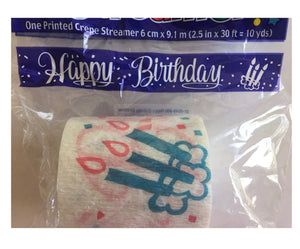 One Printed Crepe Streamer 6 cm x 9.1 m (2.5 in x 30 ft = 10 yds)
Happy Birthday